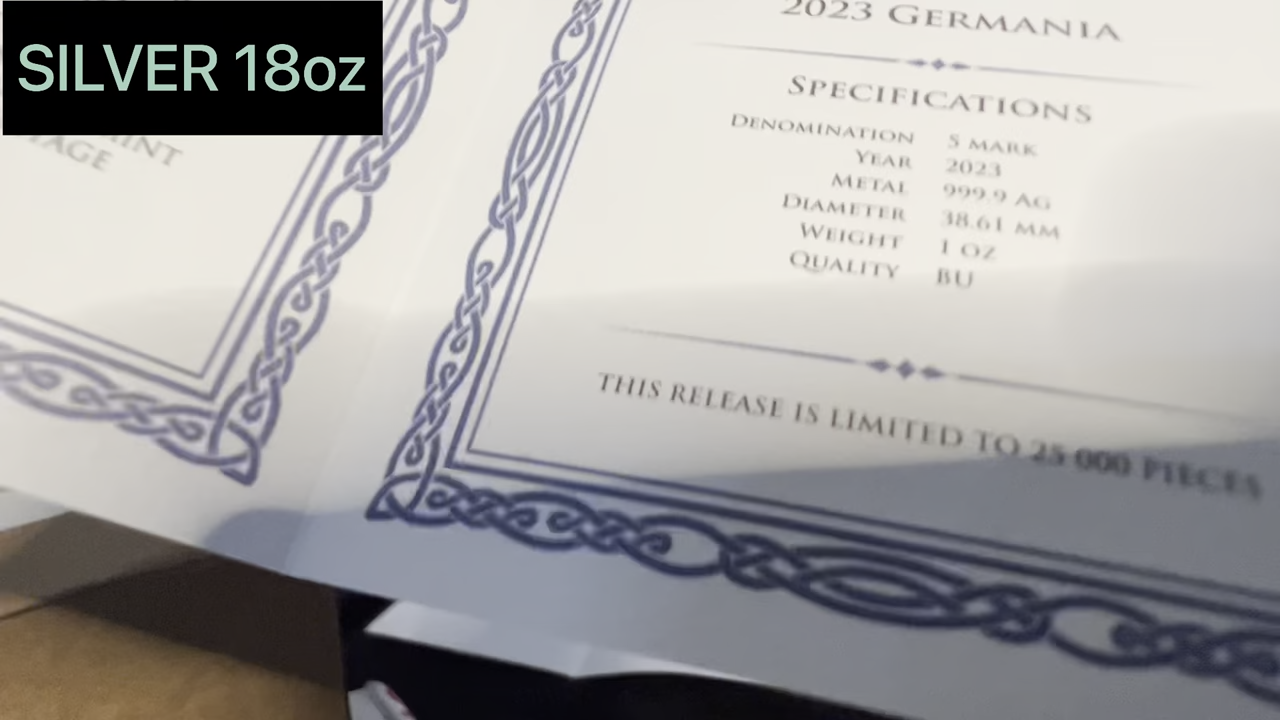 SILVER 18oz
2023 GERMANIA
SPECIFICATIONS
DENOMINATION 5 MARK
YEAR 2023
METAL 999.9 AG
DIAMETER 38.61 MM
WEIGHT 1 OZ
QUALITY BU
THIS RELEASE IS LIMITED TO 25 000 PIECES